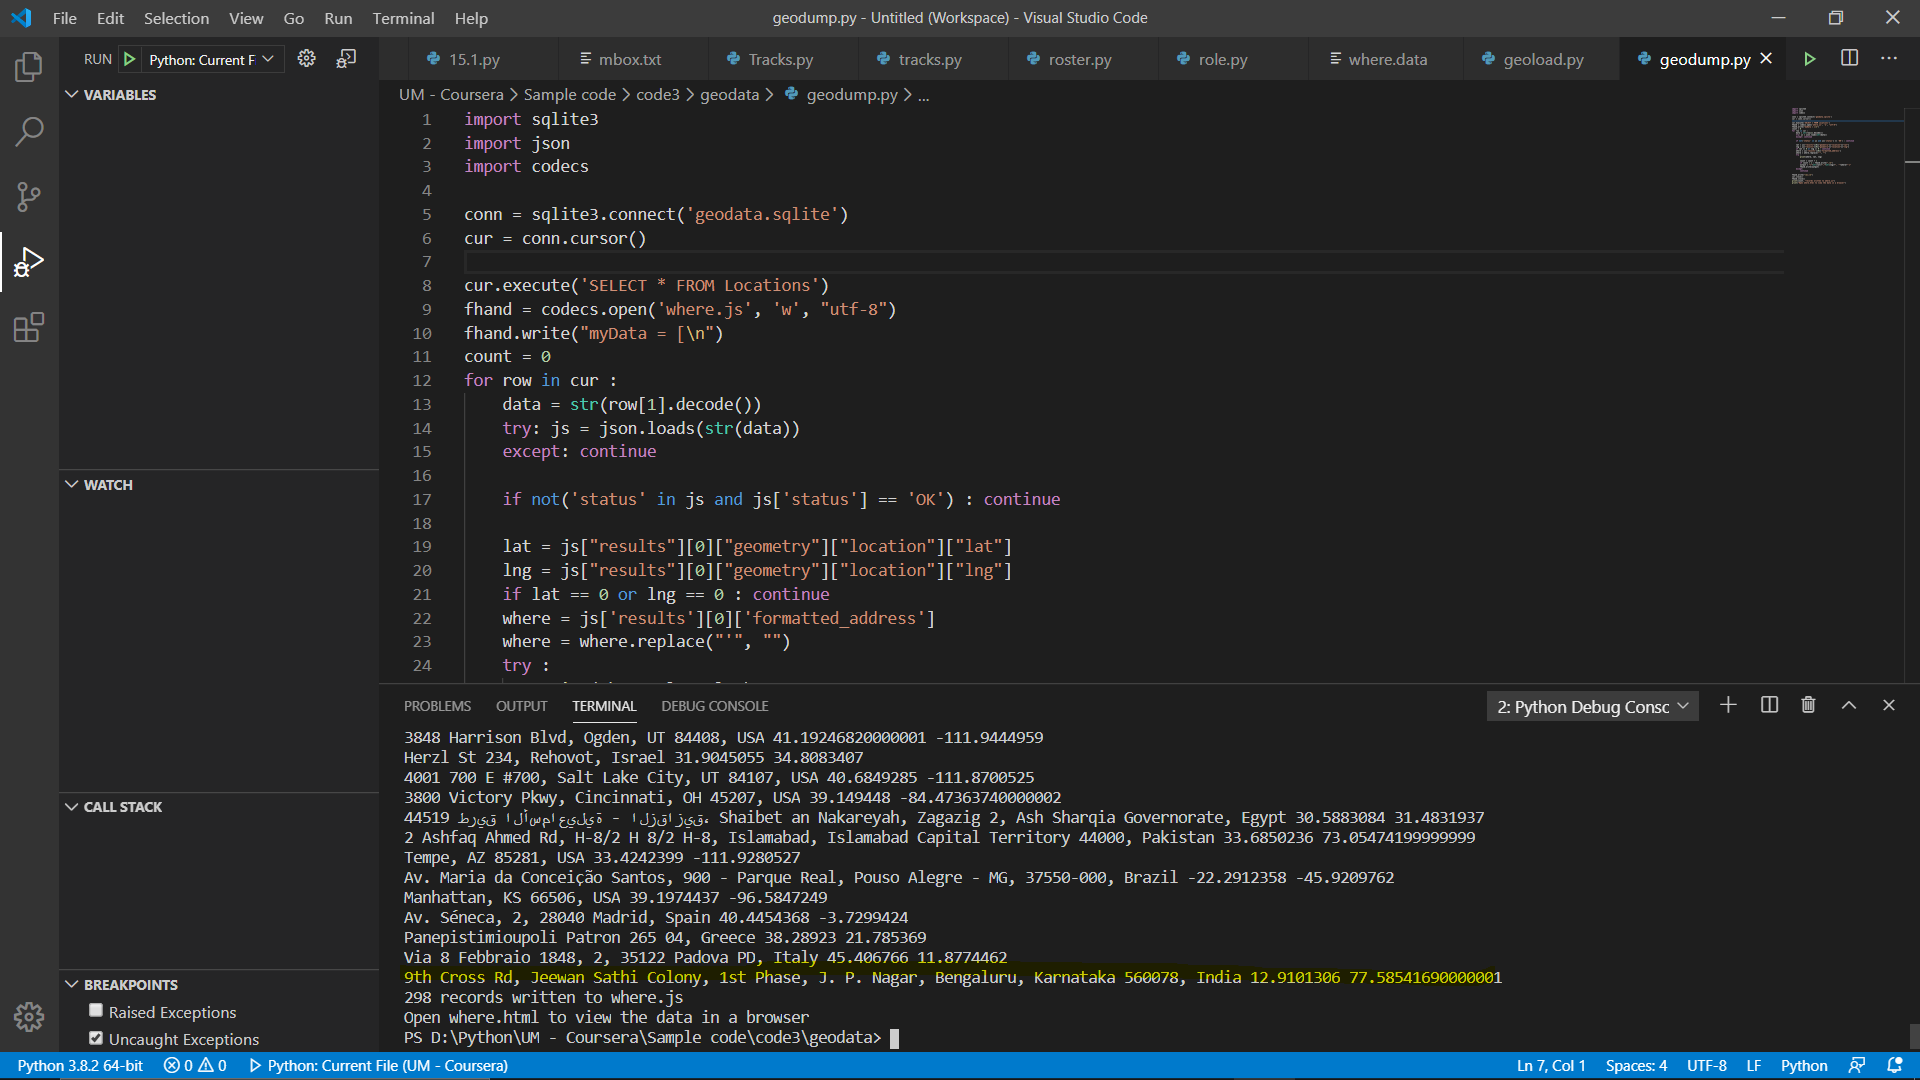 File Edit Selection View Go Run Terminal Help
geodump.py - Untitled (Workspace) - Visual Studio Code
RUN Python: Current F
15.1.py mbox.txt Tracks.py tracks.py roster.py role.py where.data geoload.py geodump.py
VARIABLES
WATCH
CALL STACK
BREAKPOINTS
Raised Exceptions
Uncaught Exceptions
UM - Coursera > Sample code > code3 > geodata > geodump.py > ...
1 import sqlite3
2 import json
3 import codecs
4
5 conn = sqlite3.connect('geodata.sqlite')
6 cur = conn.cursor()
7
8 cur.execute('SELECT * FROM Locations')
9 fhand = codecs.open('where.js', 'w', "utf-8")
10 fhand.write("myData = [\n")
11 count = 0
12 for row in cur :
13 data = str(row[1].decode())
14 try: js = json.loads(str(data))
15 except: continue
16
17 if not('status' in js and js['status'] == 'OK') : continue
18
19 lat = js["results"][0]["geometry"]["location"]["lat"]
20 lng = js["results"][0]["geometry"]["location"]["lng"]
21 if lat == 0 or lng == 0 : continue
22 where = js['results'][0]['formatted_address']
23 where = where.replace("'", "")
24 try :
PROBLEMS OUTPUT TERMINAL DEBUG CONSOLE
2: Python Debug Consc
3848 Harrison Blvd, Ogden, UT 84408, USA 41.19246820000001 -111.9444959
Herzl St 234, Rehovot, Israel 31.9045055 34.8083407
4001 700 E #700, Salt Lake City, UT 84107, USA 40.6849285 -111.8700525
3800 Victory Pkwy, Cincinnati, OH 45207, USA 39.149448 -84.47363740000002
44519 طريق الأسماعيلية - الزقازيق، Shaibet an Nakareyah, Zagazig 2, Ash Sharqia Governorate, Egypt 30.5883084 31.4831937
2 Ashfaq Ahmed Rd, H-8/2 H 8/2 H-8, Islamabad, Islamabad Capital Territory 44000, Pakistan 33.6850236 73.05474199999999
Tempe, AZ 85281, USA 33.4242399 -111.9280527
Av. Maria da Conceição Santos, 900 - Parque Real, Pouso Alegre - MG, 37550-000, Brazil -22.2912358 -45.9209762
Manhattan, KS 66506, USA 39.1974437 -96.5847249
Av. Séneca, 2, 28040 Madrid, Spain 40.4454368 -3.7299424
Panepistimioupoli Patron 265 04, Greece 38.28923 21.785369
Via 8 Febbraio 1848, 2, 35122 Padova PD, Italy 45.406766 11.8774462
9th Cross Rd, Jeewan Sathi Colony, 1st Phase, J. P. Nagar, Bengaluru, Karnataka 560078, India 12.9101306 77.58541690000001
298 records written to where.js
Open where.html to view the data in a browser
PS D:\Python\UM - Coursera\Sample code\code3\geodata>
Python 3.8.2 64-bit 0 0 Python: Current File (UM - Coursera)
Ln 7, Col 1 Spaces: 4 UTF-8 LF Python